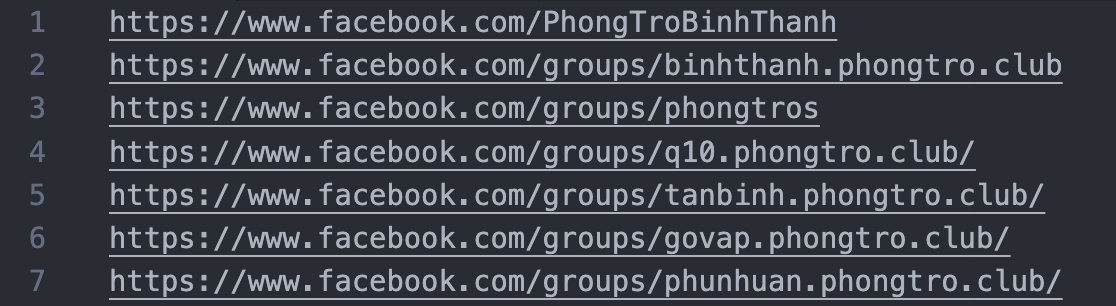 1 https://www.facebook.com/PhongTroBinhThanh
2 https://www.facebook.com/groups/binhthanh.phongtro.club
3 https://www.facebook.com/groups/phongtros
4 https://www.facebook.com/groups/q10.phongtro.club/
5 https://www.facebook.com/groups/tanbinh.phongtro.club/
6 https://www.facebook.com/groups/govap.phongtro.club/
7 https://www.facebook.com/groups/phunhuan.phongtro.club/